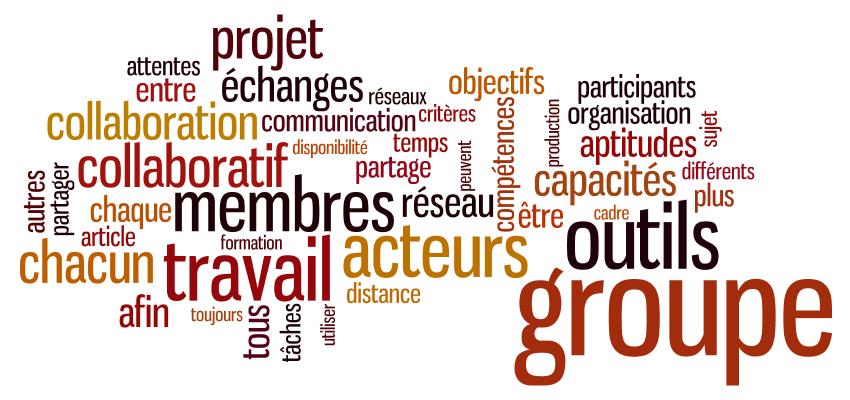 projet
attentes
entre
échanges
réseaux
objectifs
participants
collaboration
communication
critères
organisation
sujet
compétences
production
disponibilité
temps
aptitudes
collaboratif
partage
peuvent
capacités
différents
autres
partager
chaque
membres
réseau
être
cadre
plus
article
formation
outils
chacun
travail
acteurs
distance
groupe
afin
toujours
tous
tâches
utiliser